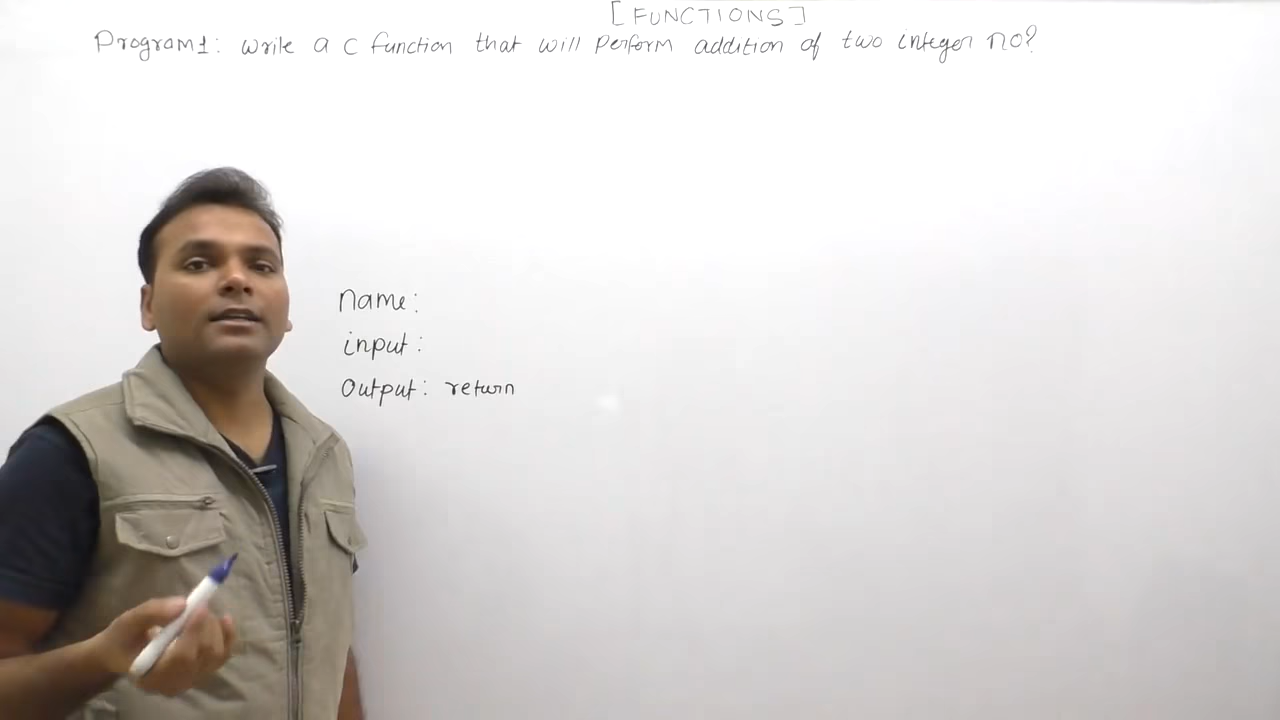 [FUNCTIONS]
Program1: write a c function that will perform addition of two integer no?
name:
input:
output: return